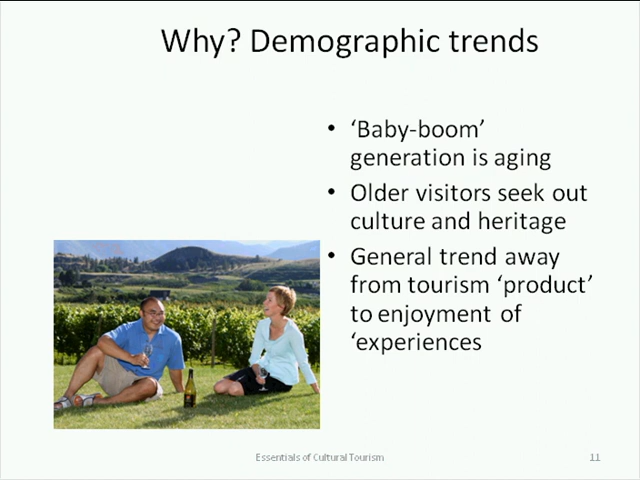 Why? Demographic trends
• ‘Baby-boom’
generation is aging
• Older visitors seek out
culture and heritage
• General trend away
from tourism ‘product’
to enjoyment of
‘experiences
Essentials of Cultural Tourism
11